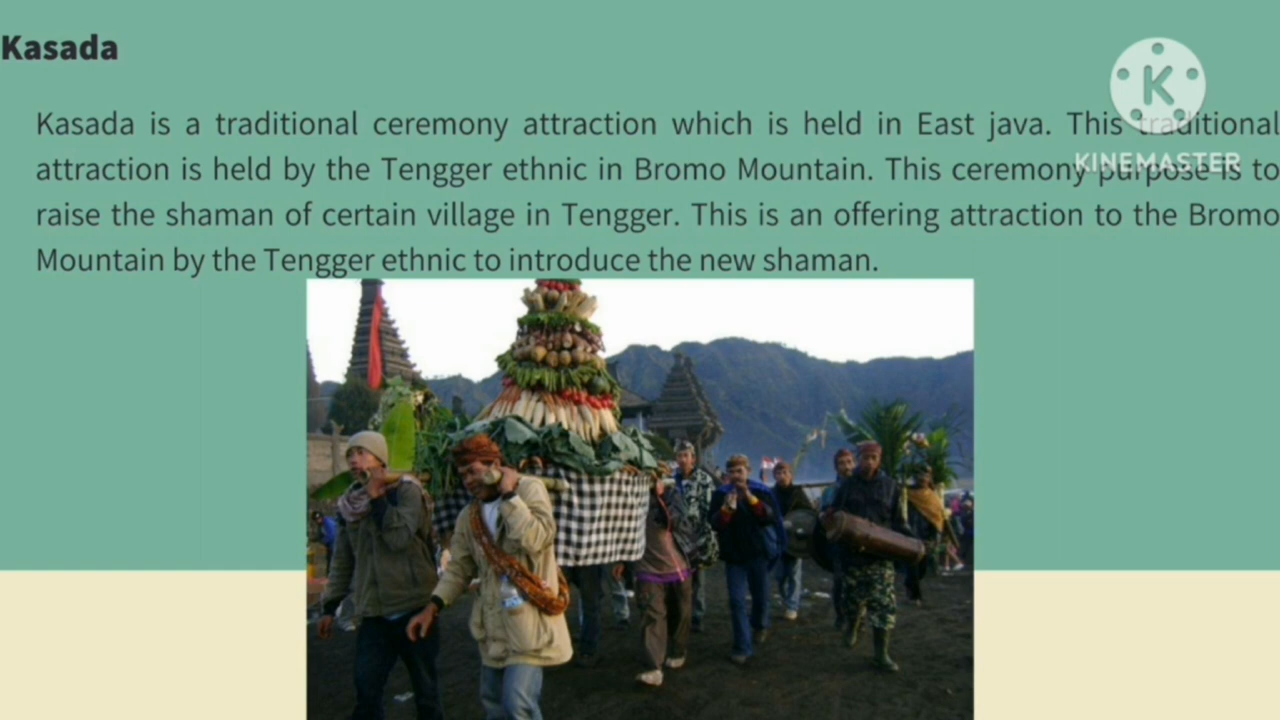 Kasada
Kasada is a traditional ceremony attraction which is held in East java. This traditional
attraction is held by the Tengger ethnic in Bromo Mountain. This ceremony purpose is to
raise the shaman of certain village in Tengger. This is an offering attraction to the Bromo
Mountain by the Tengger ethnic to introduce the new shaman.
K
KINEMASTER